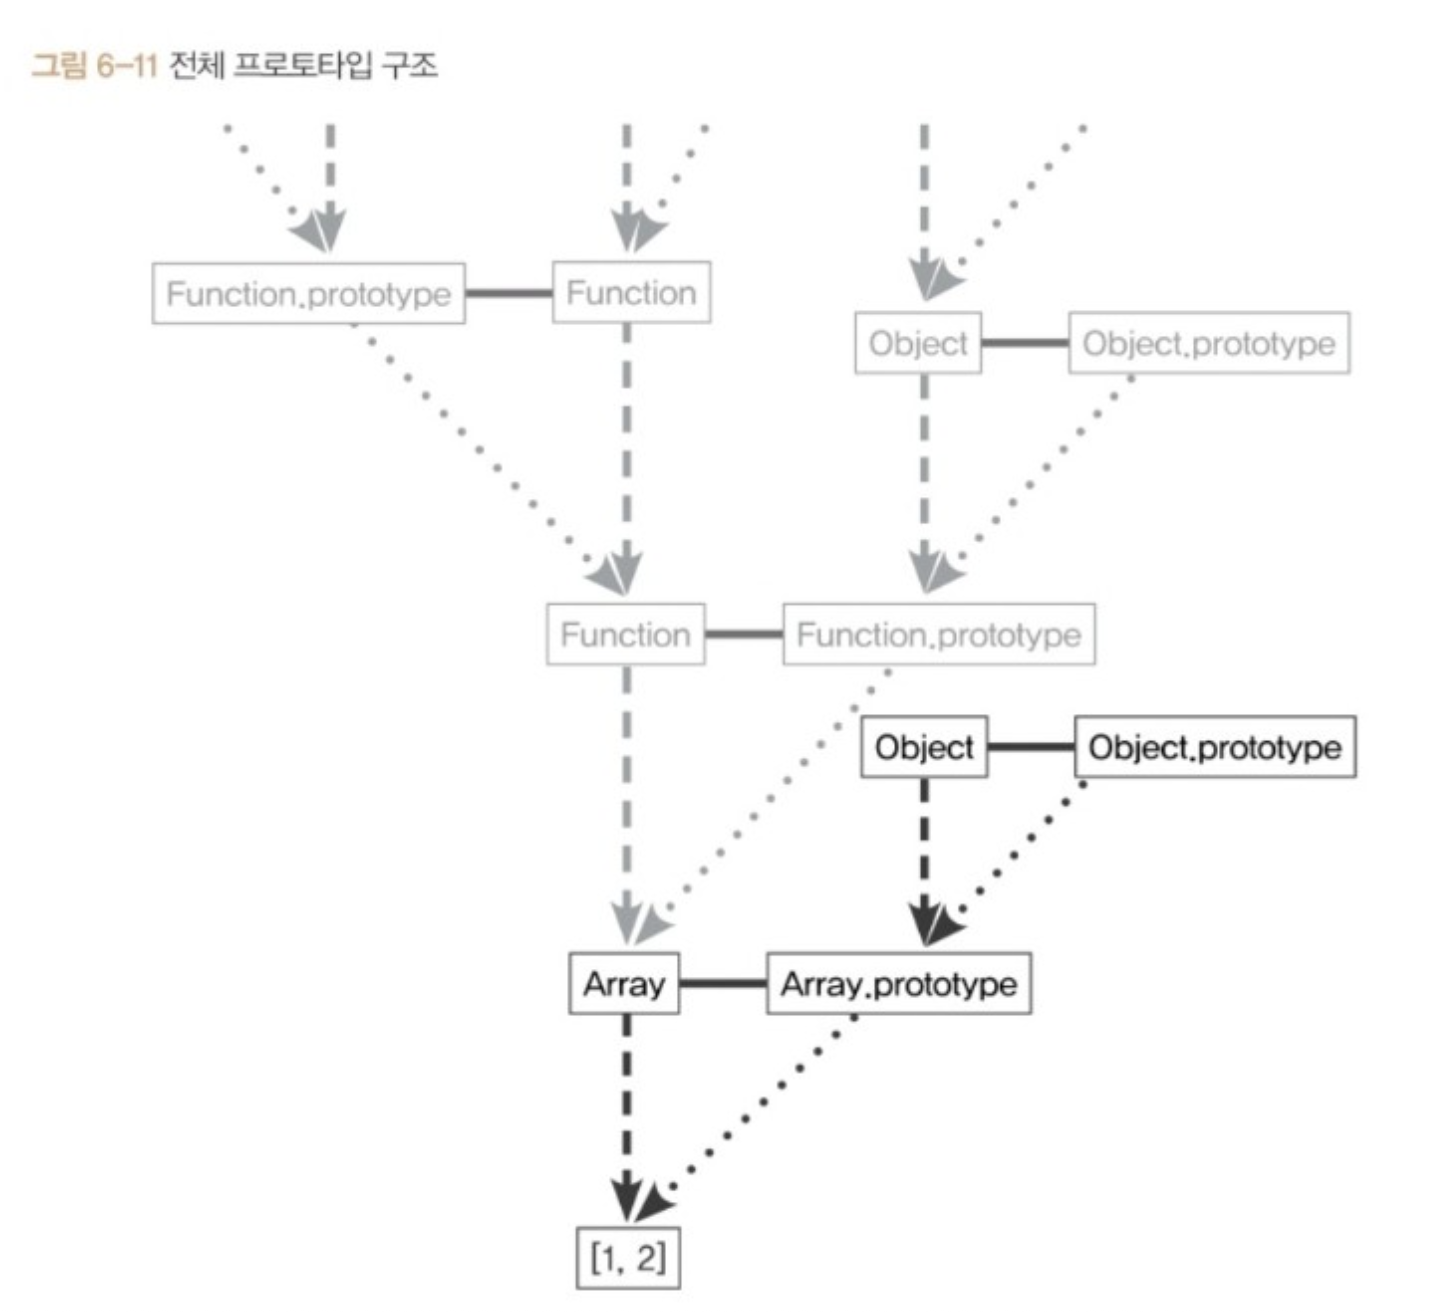 그림 6-11 전체 프로토타입 구조
Function.prototype
Function
Object
Object.prototype
Function
Function.prototype
Object
Object.prototype
Array
Array.prototype
[1, 2]